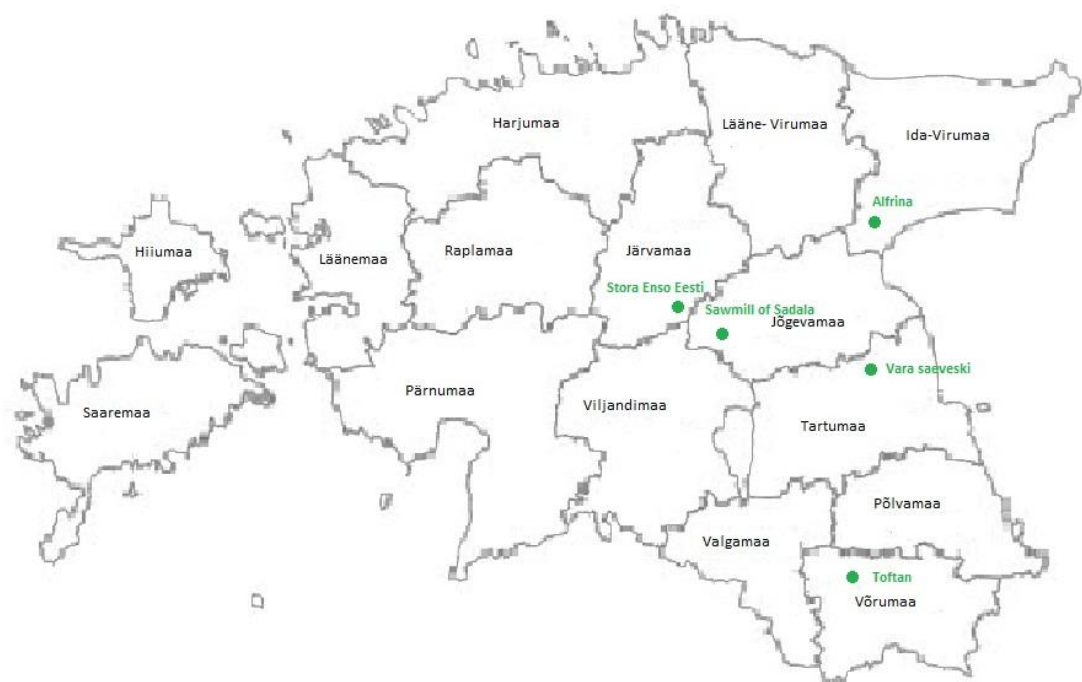 Harjumaa
Lääne- Virumaa
Ida-Virumaa
Alfrina
Hiiumaa
Läänemaa
Raplamaa
Järvamaa
Stora Enso Eesti
Sawmill of Sadala
Jõgevamaa
Vara saeveski
Pärnumaa
Viljandimaa
Saaremaa
Tartumaa
Põlvamaa
Valgamaa
Toftan
Võrumaa